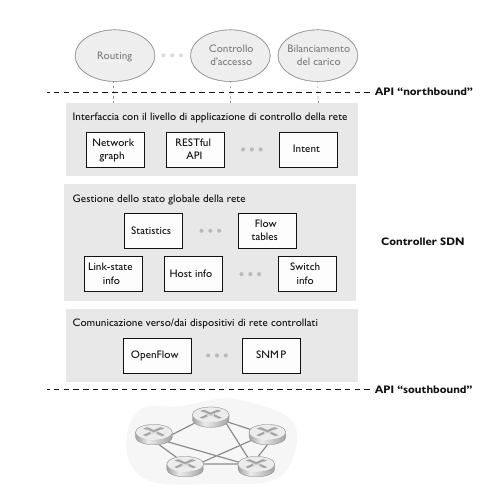 Routing
Controllo
d'accesso
Bilanciamento
del carico
API “northbound”
Interfaccia con il livello di applicazione di controllo della rete
Network
graph
RESTful
API
Intent
Gestione dello stato globale della rete
Statistics
Flow
tables
Controller SDN
Link-state
info
Host info
Switch
info
Comunicazione verso/dai dispositivi di rete controllati
OpenFlow
SNMP
API “southbound”